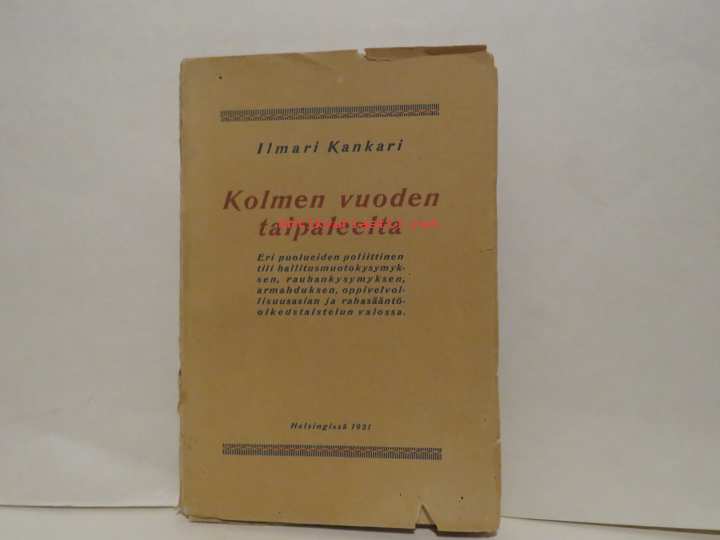 Ilmari Kankari
Kolmen vuoden
taipaleelta
Eri puolueiden poliittinen
tili hallitusmuotokysymyk-
sen, rauhankysymyksen,
armahduksen, oppivelvol-
lisuusasian ja rahasääntö-
oikeustaistelun valossa.
Helsingissä 1921